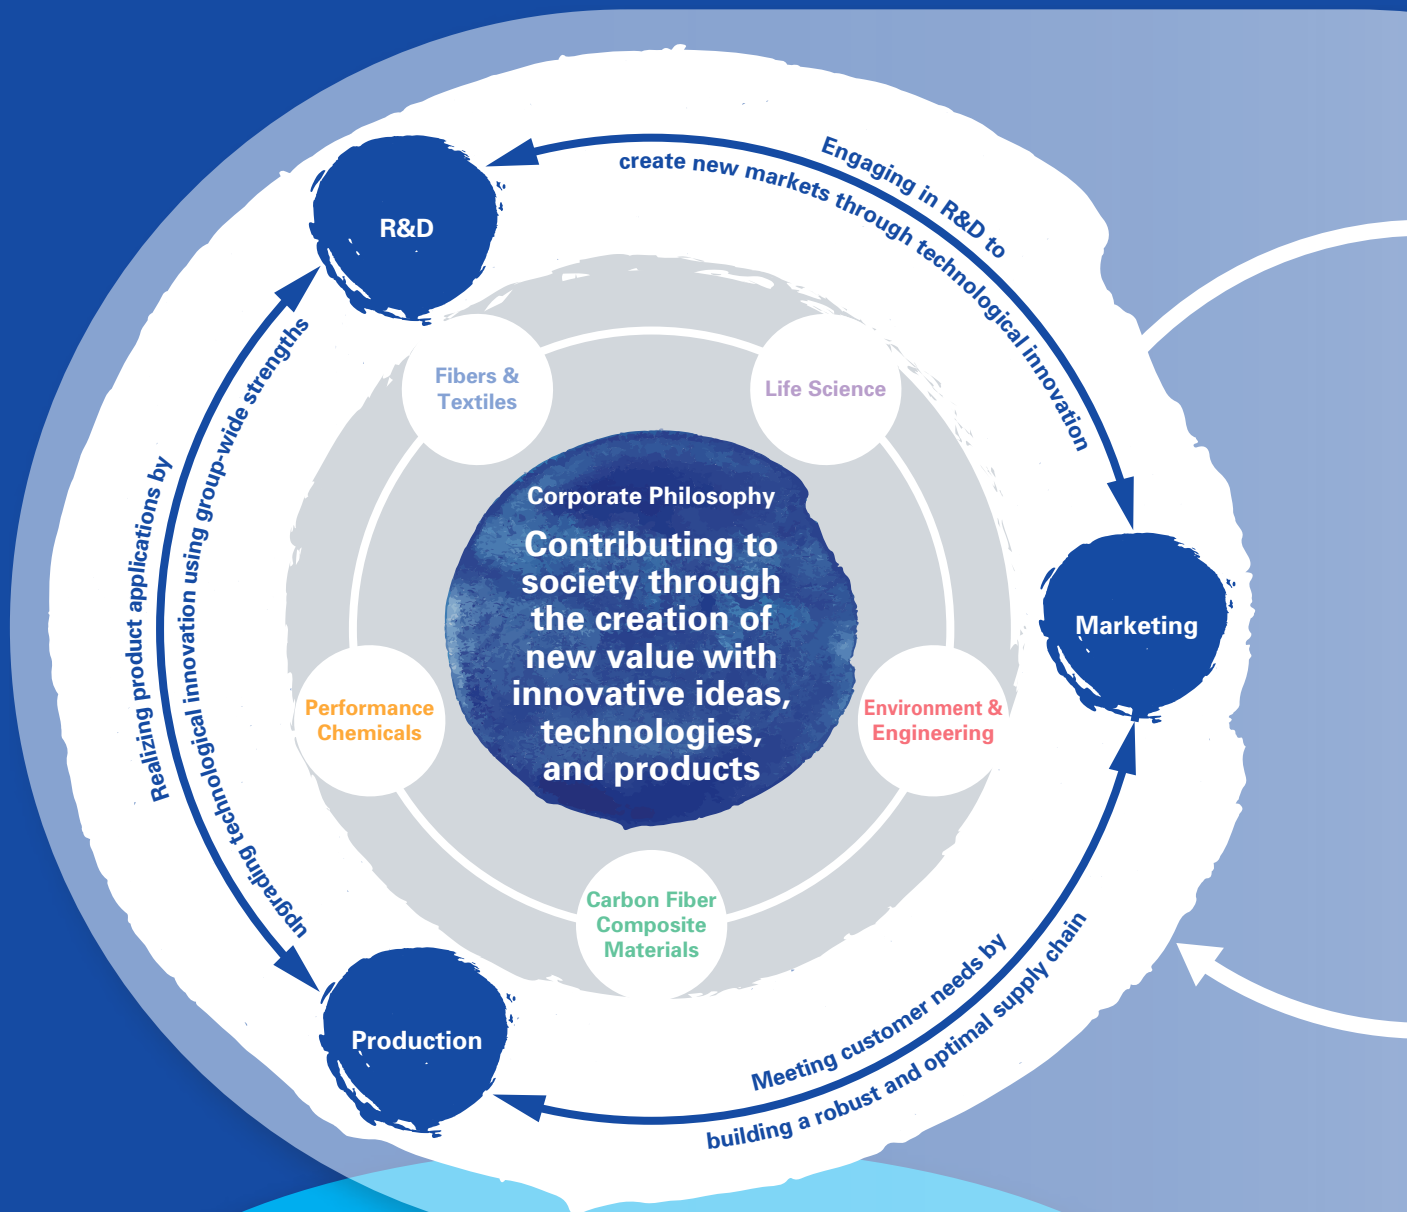 R&D
Engaging in R&D to
create new markets through technological innovation
Fibers &
Textiles
Life Science
Corporate Philosophy
Contributing to
society through
the creation of
new value with
innovative ideas,
technologies,
and products
Marketing
Realizing product applications by
upgrading technological innovation using group-wide strengths
Performance
Chemicals
Environment &
Engineering
Carbon Fiber
Composite
Materials
Production
Meeting customer needs by
building a robust and optimal supply chain